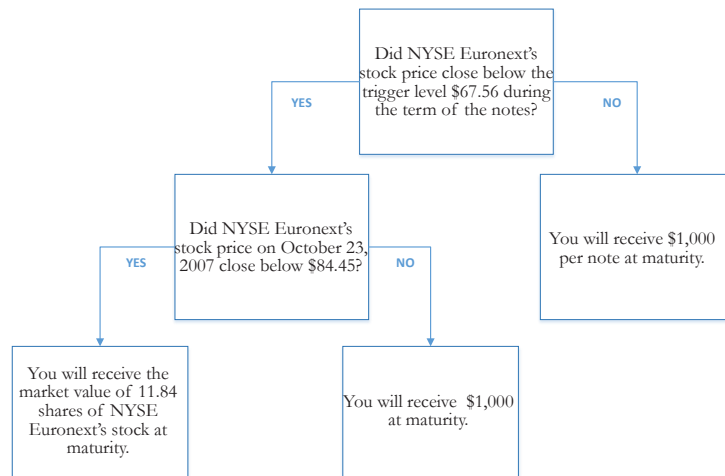 Did NYSE Euronext's
stock price close below the
trigger level $67.56 during
the term of the notes?
YES
NO
Did NYSE Euronext's
stock price on October 23,
2007 close below $84.45?
You will receive $1,000
per note at maturity.
YES
NO
You will receive the
market value of 11.84
shares of NYSE
Euronext's stock at
maturity.
You will receive $1,000
at maturity.